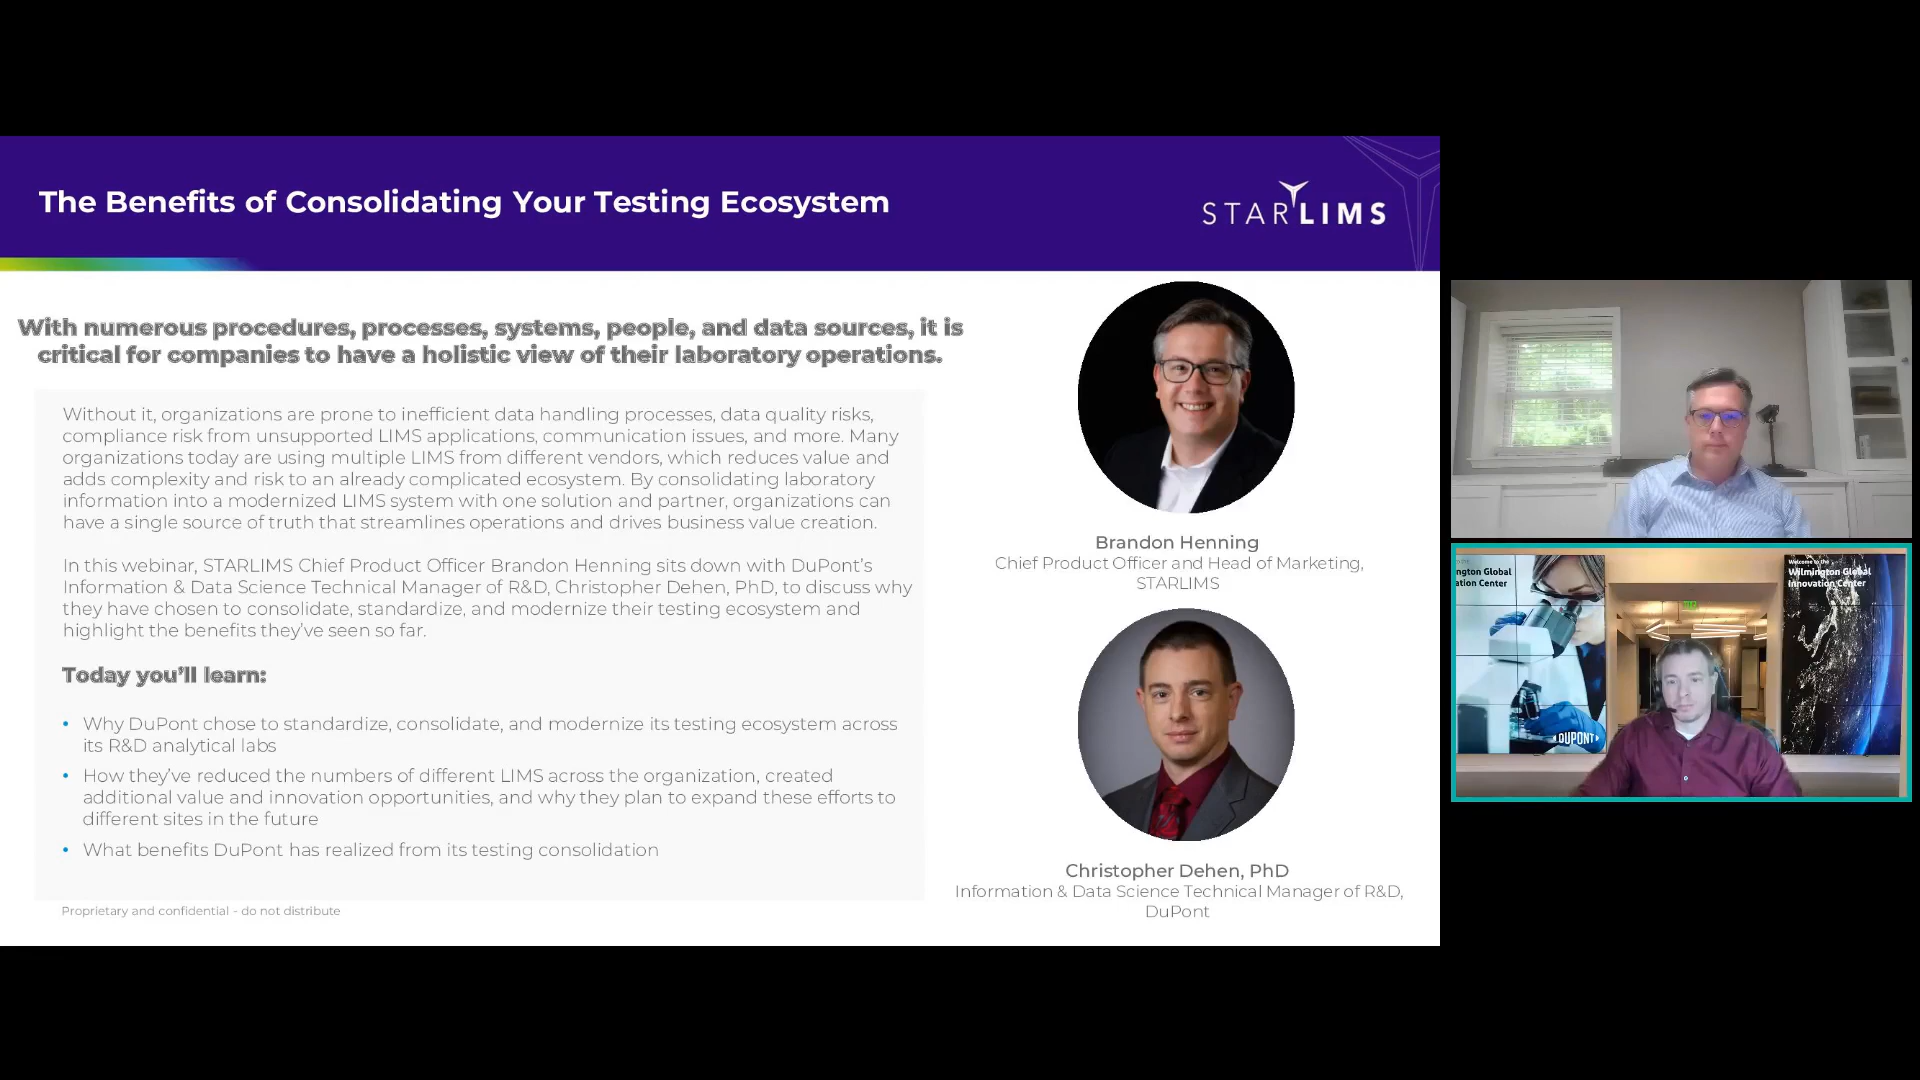 The Benefits of Consolidating Your Testing Ecosystem
STARLIMS
With numerous procedures, processes, systems, people, and data sources, it is
critical for companies to have a holistic view of their laboratory operations.
Without it, organizations are prone to inefficient data handling processes, data quality risks,
compliance risk from unsupported LIMS applications, communication issues, and more. Many
organizations today are using multiple LIMS from different vendors, which reduces value and
adds complexity and risk to an already complicated ecosystem. By consolidating laboratory
information into a modernized LIMS system with one solution and partner, organizations can
have a single source of truth that streamlines operations and drives business value creation.
In this webinar, STARLIMS Chief Product Officer Brandon Henning sits down with DuPont's
Information & Data Science Technical Manager of R&D, Christopher Dehen, PhD, to discuss why
they have chosen to consolidate, standardize, and modernize their testing ecosystem and
highlight the benefits they've seen so far.
Today you'll learn:
• Why DuPont chose to standardize, consolidate, and modernize its testing ecosystem across
its R&D analytical labs
• How they've reduced the numbers of different LIMS across the organization, created
additional value and innovation opportunities, and why they plan to expand these efforts to
different sites in the future
• What benefits DuPont has realized from its testing consolidation
Proprietary and confidential - do not distribute
Brandon Henning
Chief Product Officer and Head of Marketing,
STARLIMS
Christopher Dehen, PhD
Information & Data Science Technical Manager of R&D,
DuPont
ngton Global
ation Center
DUPONT
Welcome to the
Wilmington Global
Innovation Center